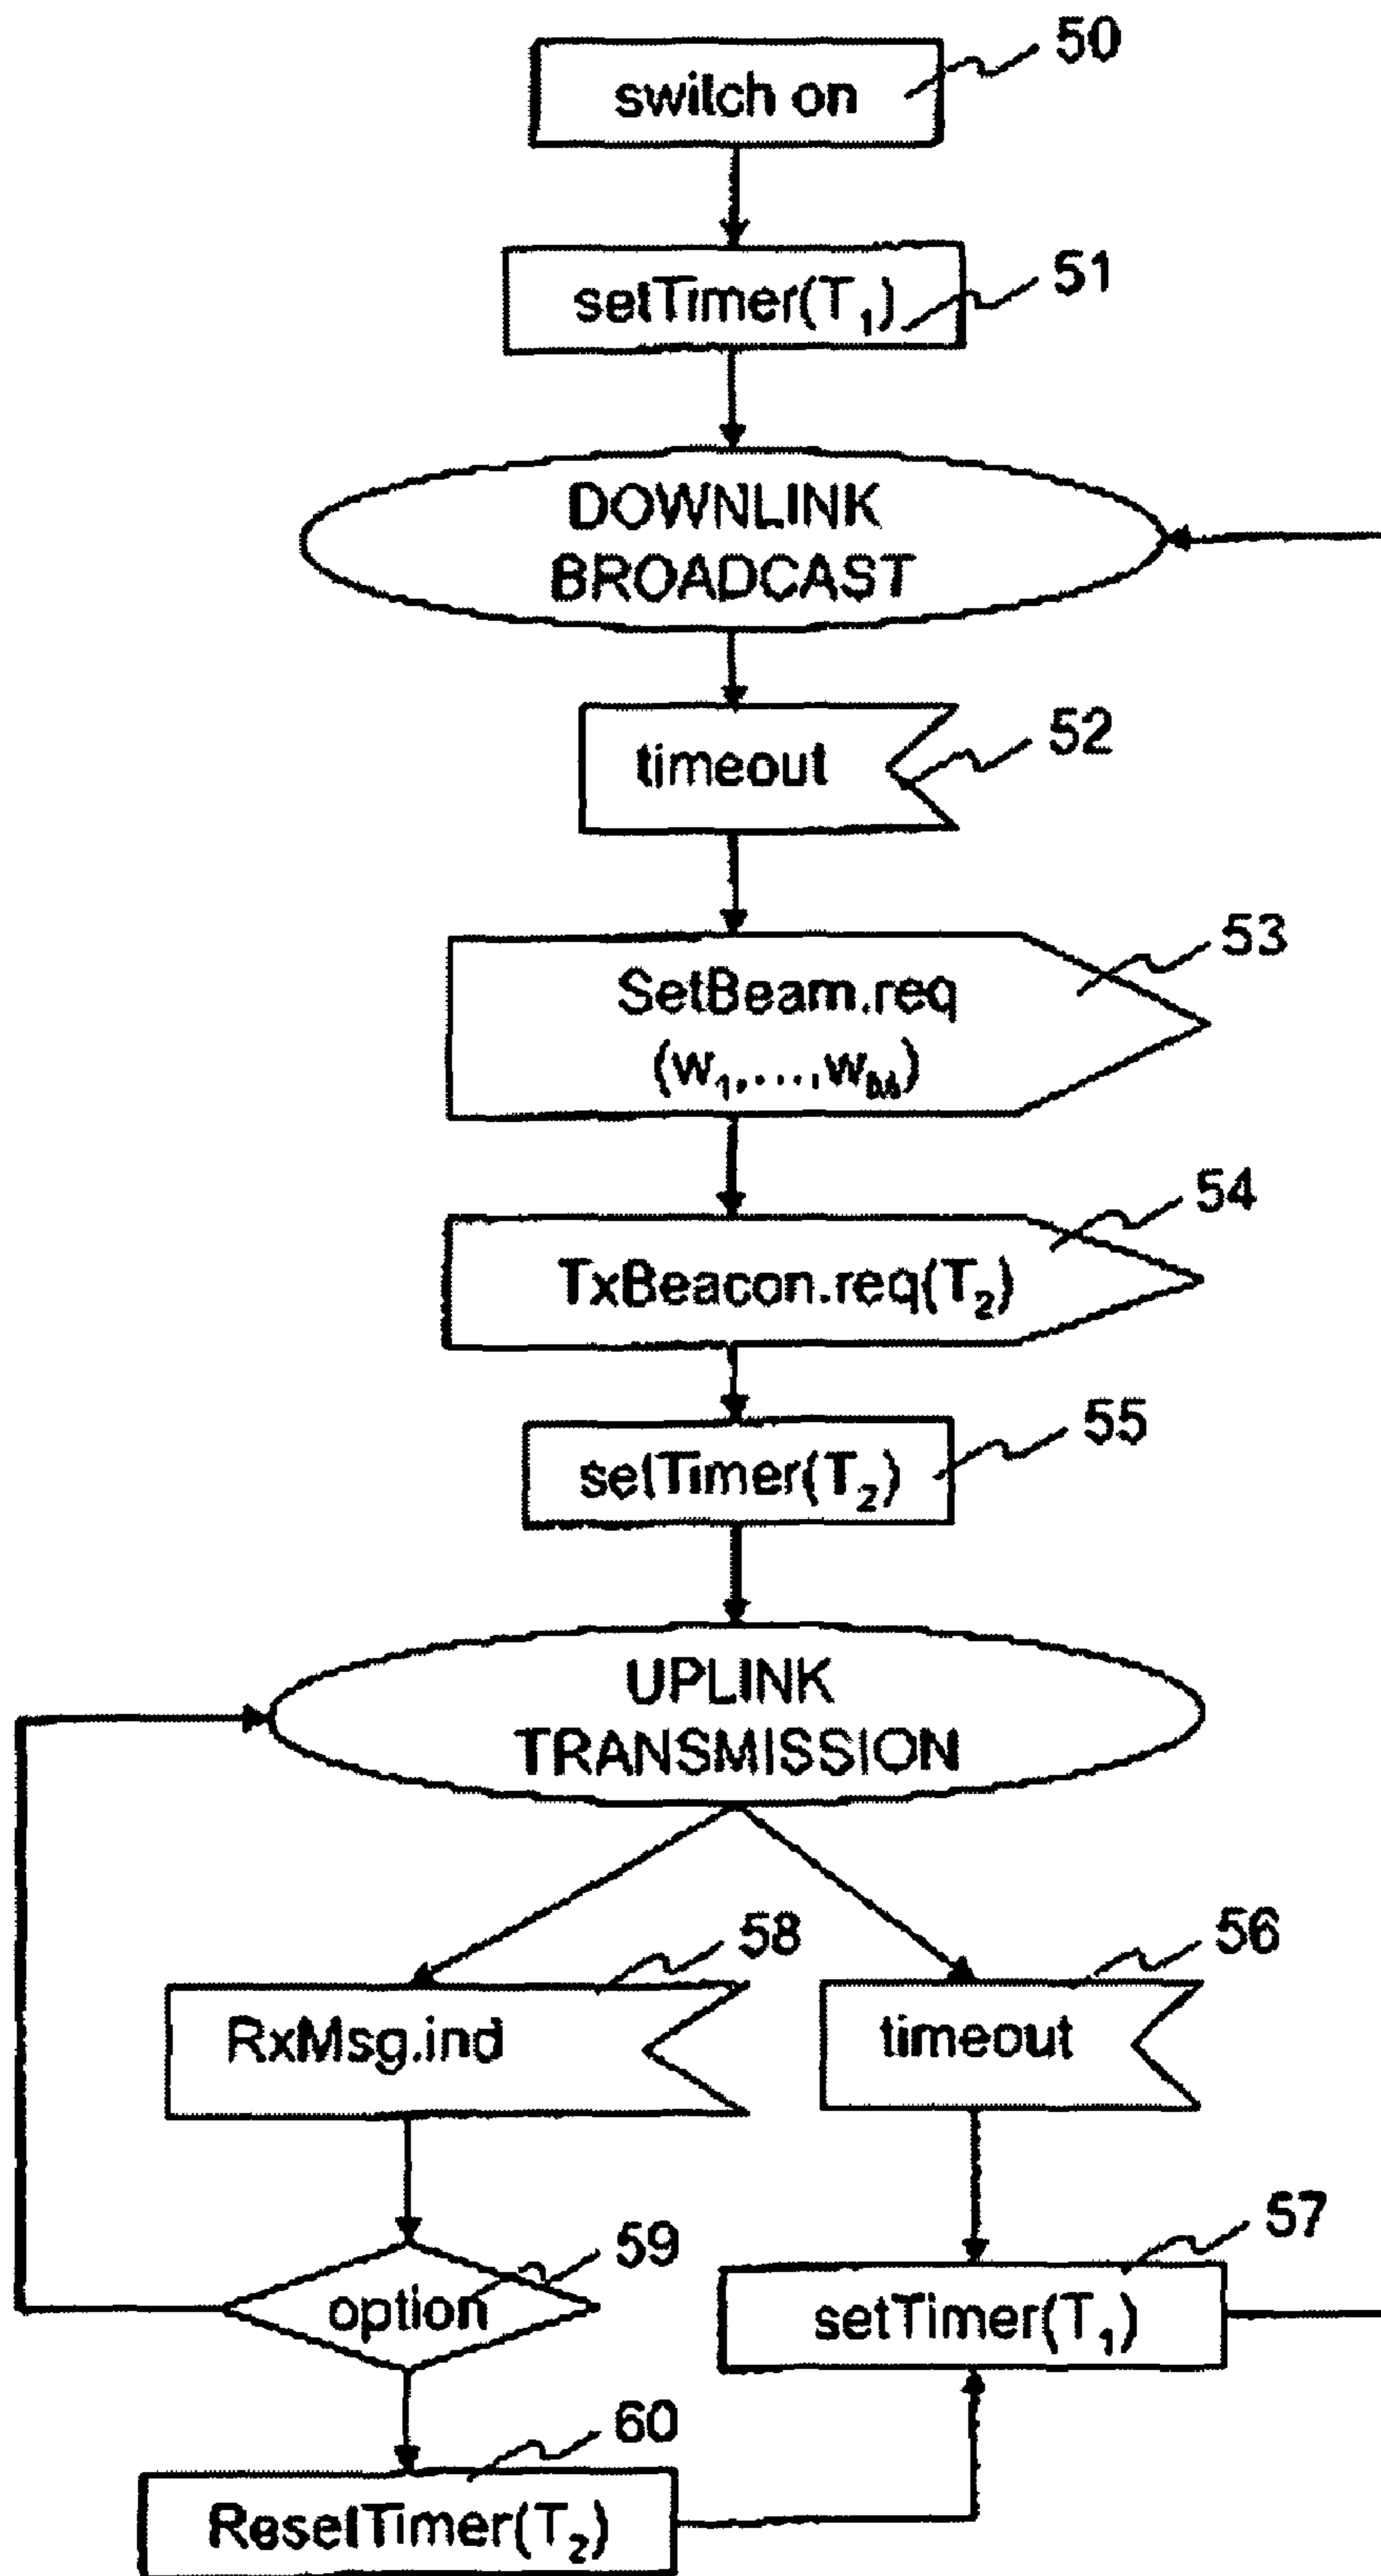 switch on
50
setTimer(T₁)
51
DOWNLINK
BROADCAST
timeout
52
SetBeam.req
53
(w₁,...,w_M)
TxBeacon.req(T₂)
54
setTimer(T₂)
55
UPLINK
TRANSMISSION
RxMsg.ind
58
timeout
56
option
59
setTimer(T₁)
57
ResetTimer(T₂)
60